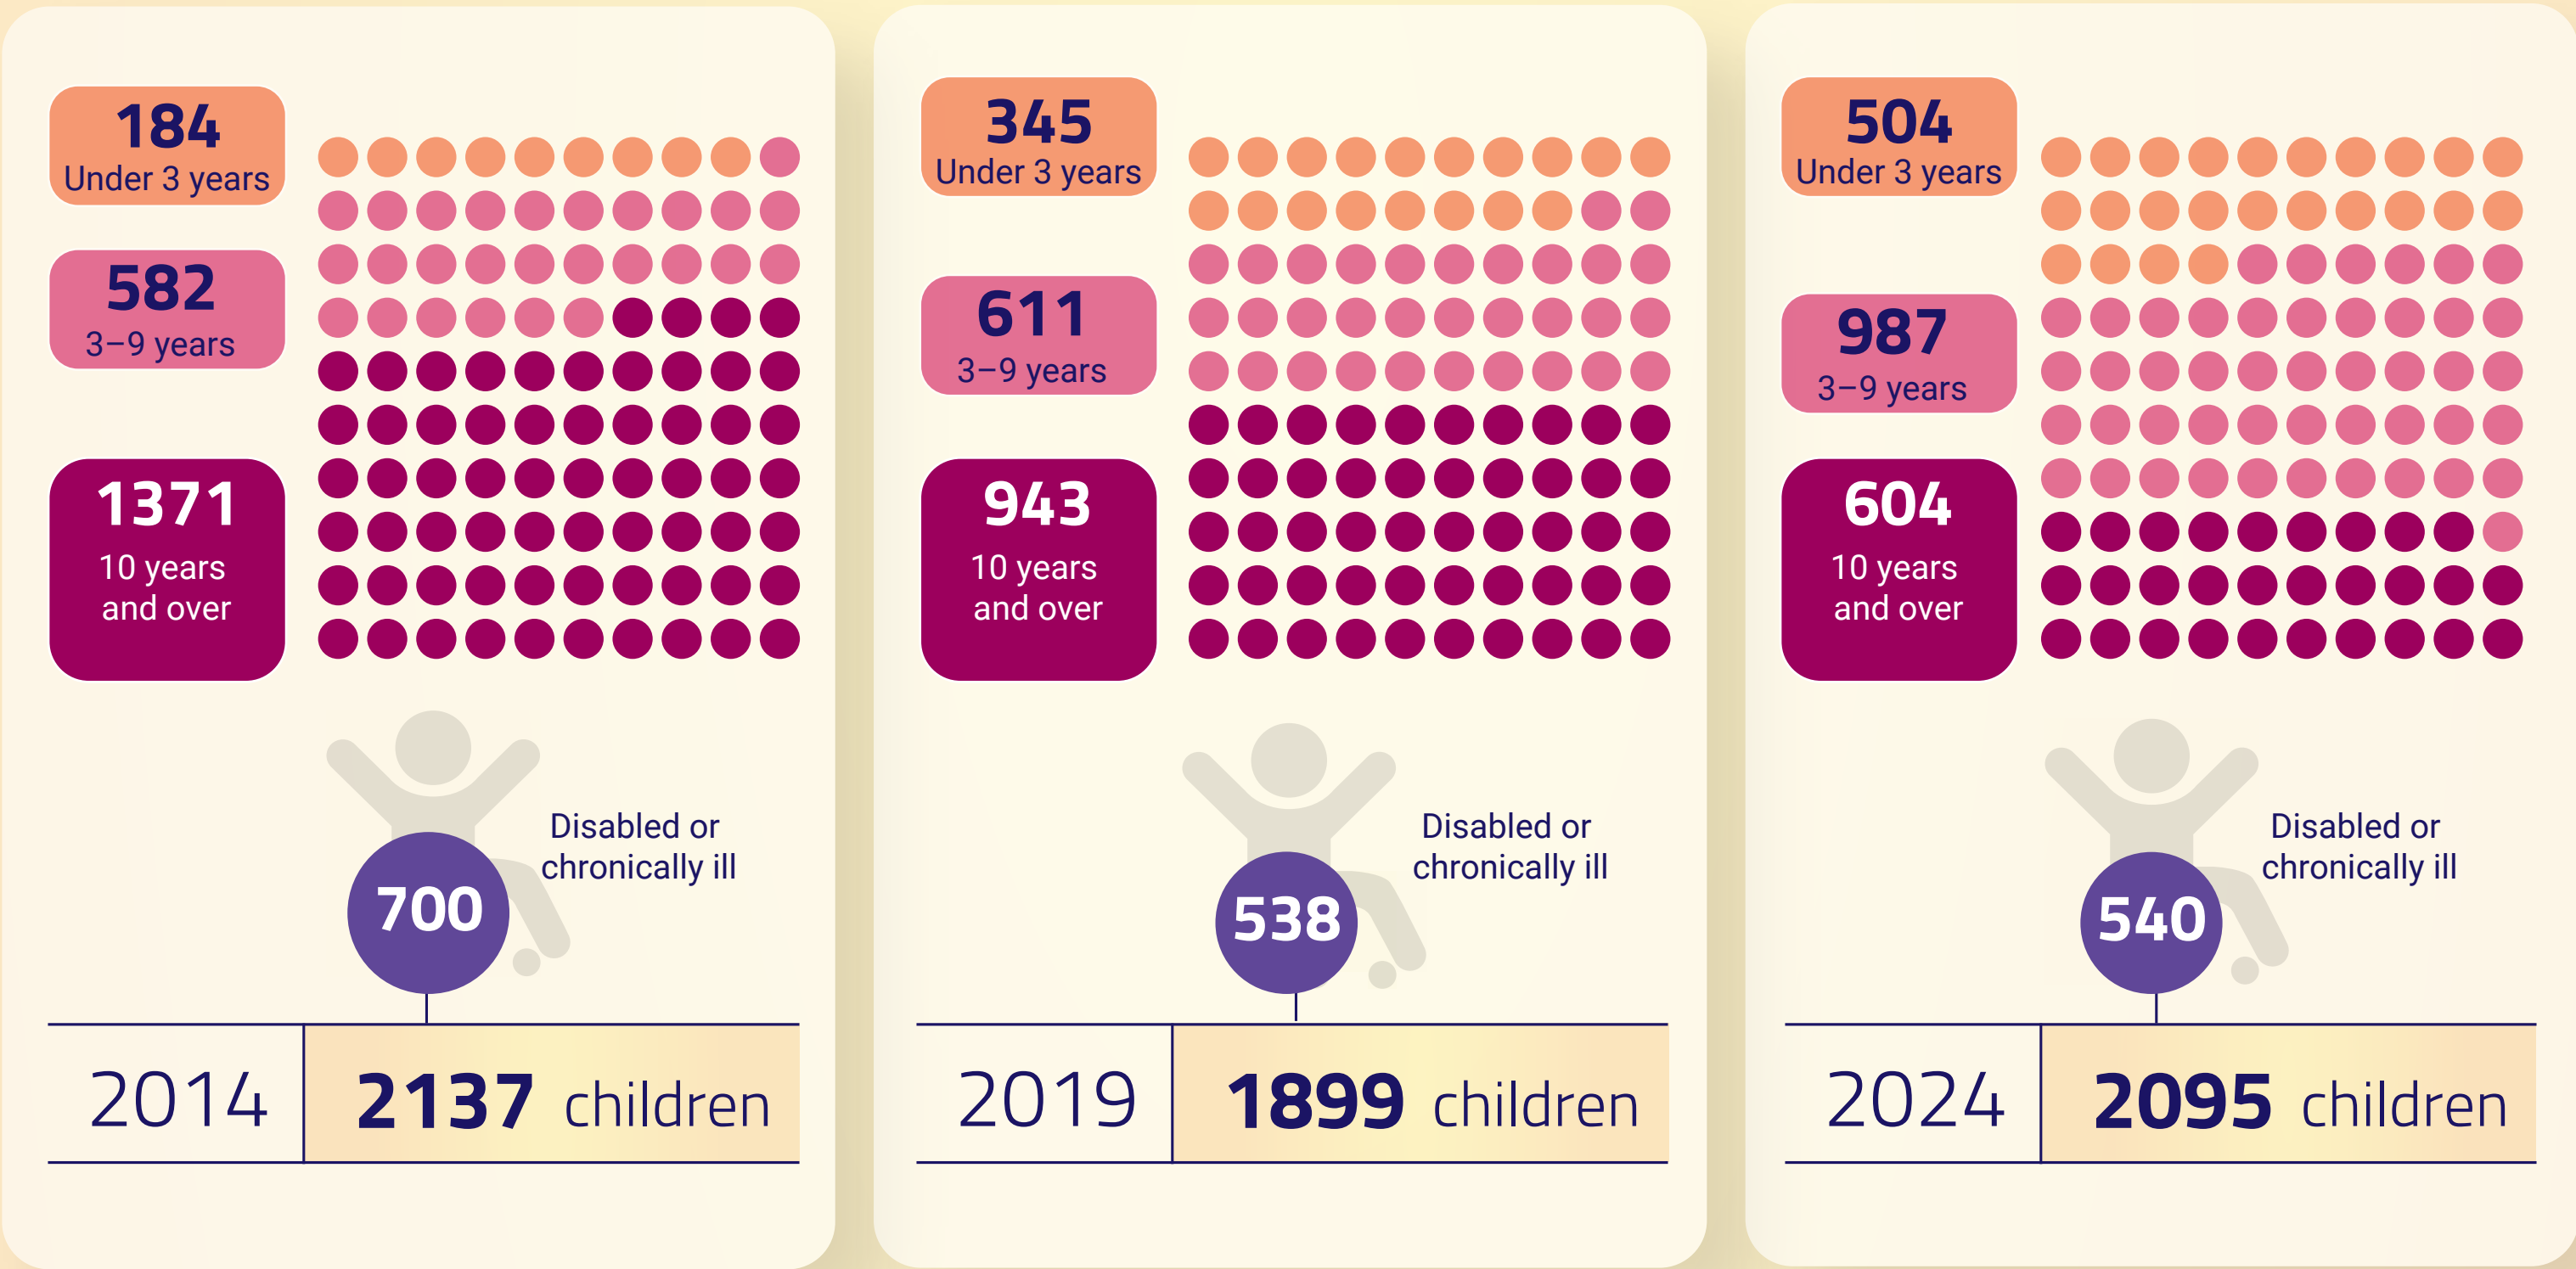 184
Under 3 years
582
3–9 years
1371
10 years
and over
Disabled or
chronically ill
700
2014
2137 children
345
Under 3 years
611
3–9 years
943
10 years
and over
Disabled or
chronically ill
538
2019
1899 children
504
Under 3 years
987
3–9 years
604
10 years
and over
Disabled or
chronically ill
540
2024
2095 children